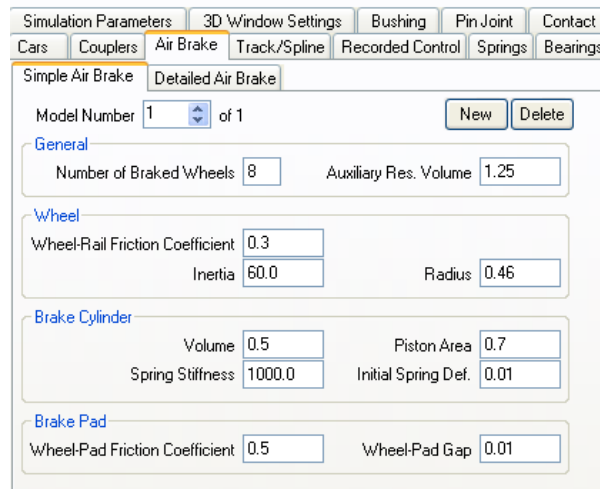 Simulation Parameters 3D Window Settings Bushing Pin Joint Contact
Cars Couplers Air Brake Track/Spline Recorded Control Springs Bearings
Simple Air Brake Detailed Air Brake
Model Number 1 of 1 New Delete
General
Number of Braked Wheels 8 Auxiliary Res. Volume 1.25
Wheel
Wheel-Rail Friction Coefficient 0.3
Inertia 60.0 Radius 0.46
Brake Cylinder
Volume 0.5 Piston Area 0.7
Spring Stiffness 1000.0 Initial Spring Def. 0.01
Brake Pad
Wheel-Pad Friction Coefficient 0.5 Wheel-Pad Gap 0.01